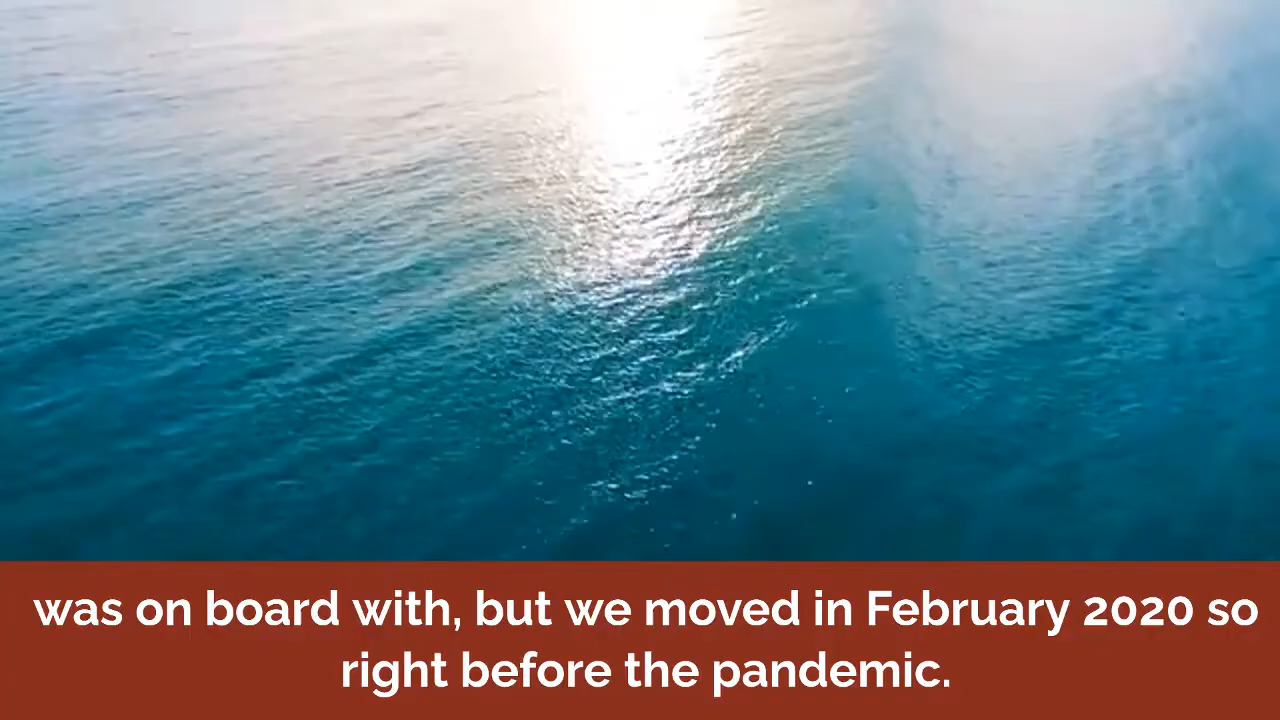 was on board with, but we moved in February 2020 so
right before the pandemic.